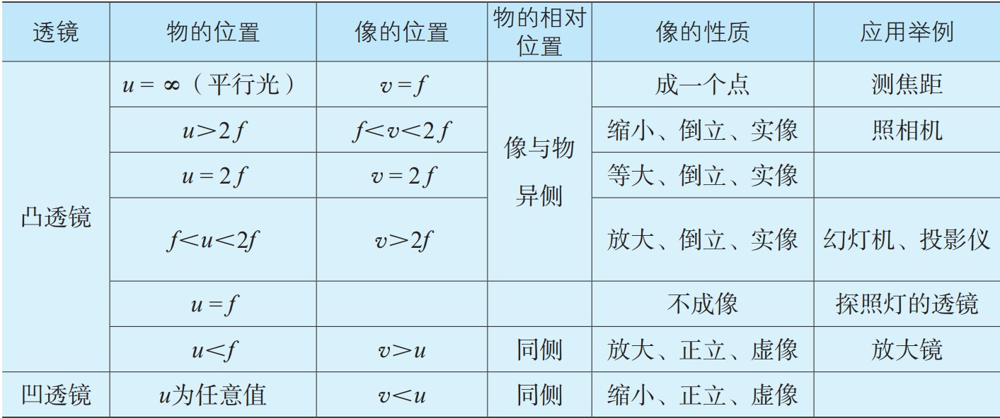 透镜 物的位置 像的位置 物的相对位置 像的性质 应用举例
凸透镜 u = ∞（平行光） v = f 像与物异侧 成一个点 测焦距
u＞2f f＜v＜2f 缩小、倒立、实像 照相机
u = 2f v = 2f 等大、倒立、实像
f＜u＜2f v＞2f 放大、倒立、实像 幻灯机、投影仪
u = f 不成像 探照灯的透镜
u＜f v＞u 同侧 放大、正立、虚像 放大镜
凹透镜 u为任意值 v＜u 同侧 缩小、正立、虚像